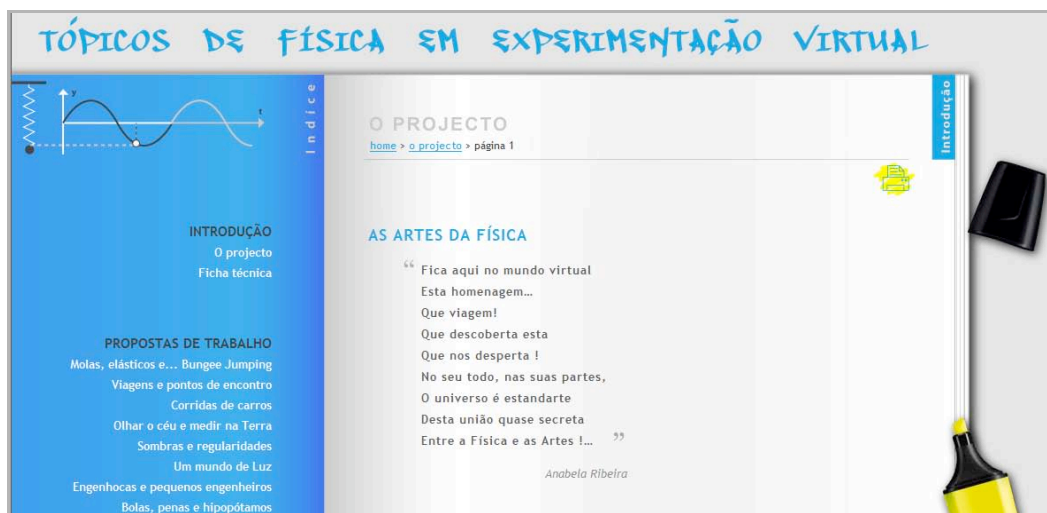 TÓPICOS DE FÍSICA EM EXPERIMENTAÇÃO VIRTUAL
y
t
Indice
INTRODUÇÃO
O projecto
Ficha técnica
PROPOSTAS DE TRABALHO
Molas, elásticos e... Bungee Jumping
Viagens e pontos de encontro
Corridas de carros
Olhar o céu e medir na Terra
Sombras e regularidades
Um mundo de Luz
Engenhocas e pequenos engenheiros
Bolas, penas e hipopótamos
O PROJECTO
home > o projecto > página 1
Introdução
AS ARTES DA FÍSICA
“ Fica aqui no mundo virtual
Esta homenagem...
Que viagem!
Que descoberta esta
Que nos desperta !
No seu todo, nas suas partes,
O universo é estandarte
Desta união quase secreta
Entre a Física e as Artes !... ”
Anabela Ribeira